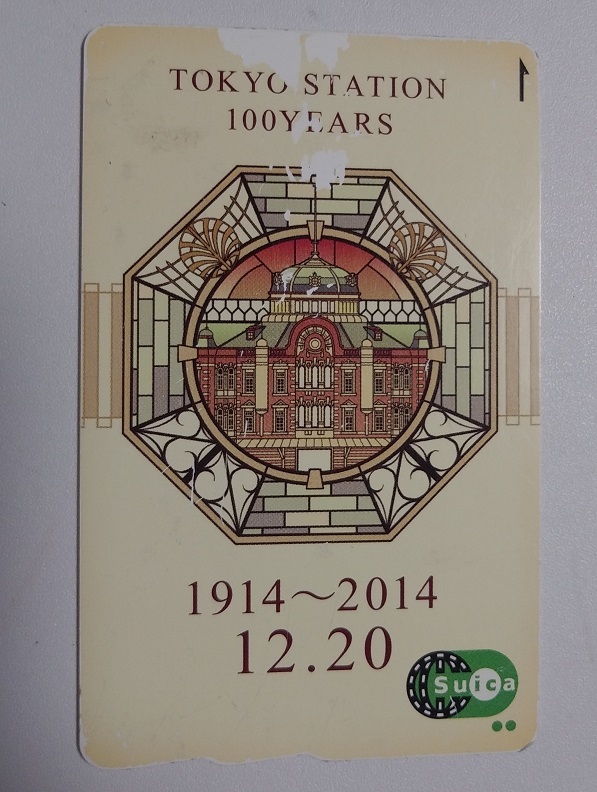 TOKYO STATION
100YEARS
1914～2014
12.20
Suica